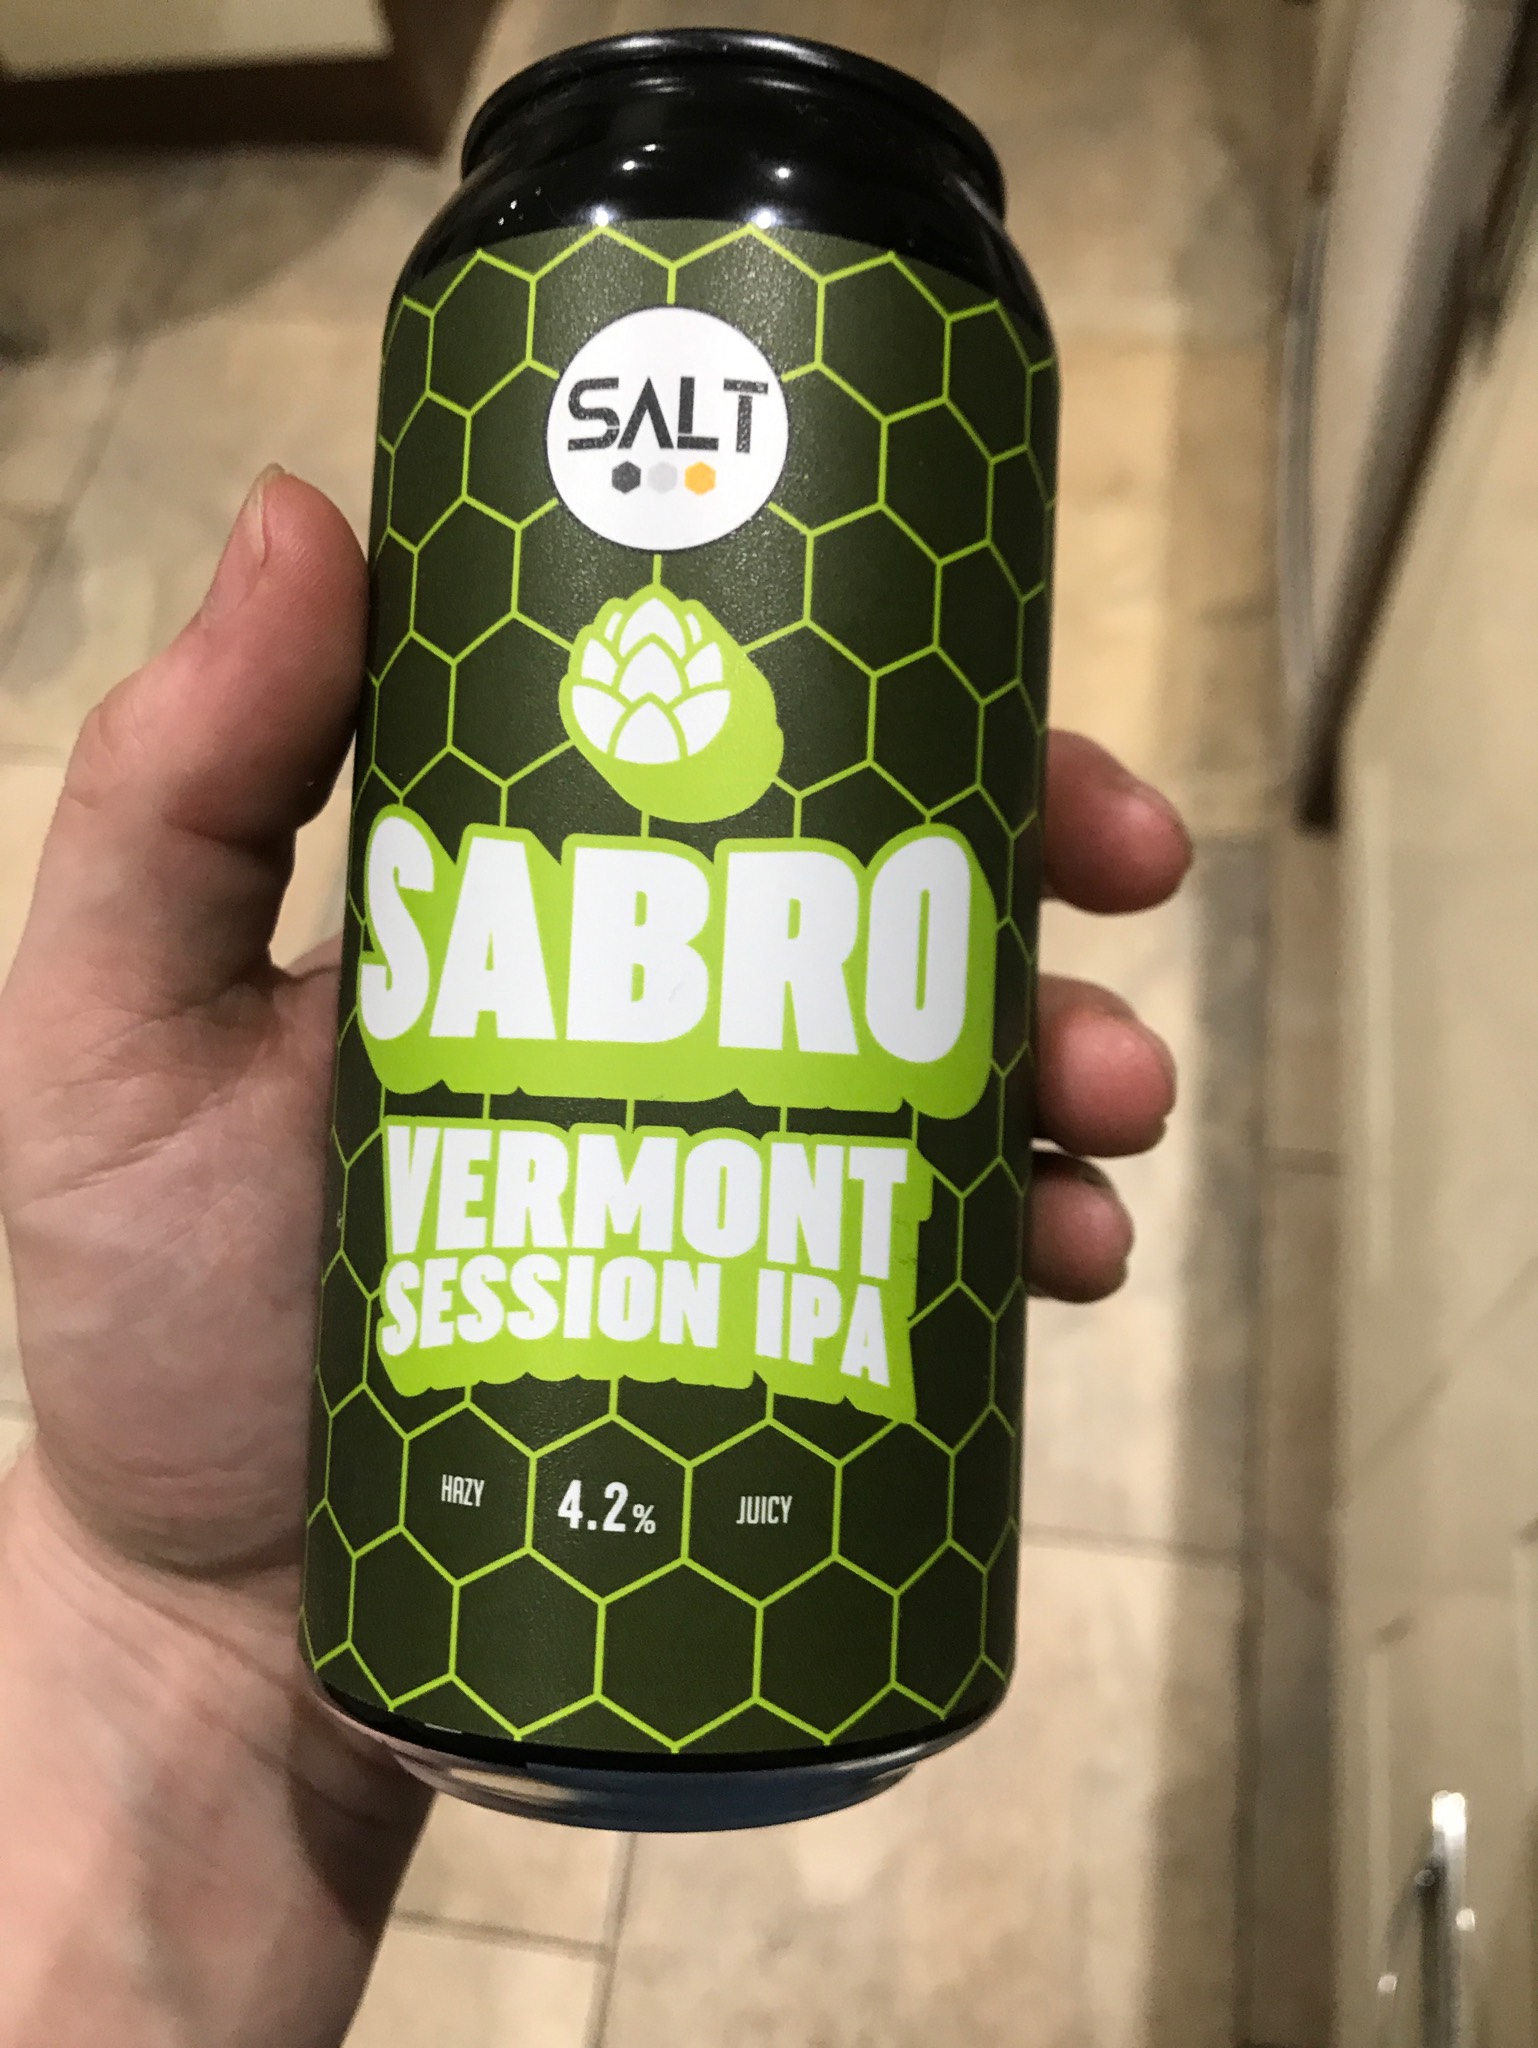 SALT
SABRO
VERMONT
SESSION IPA
HAZY 4.2% JUICY